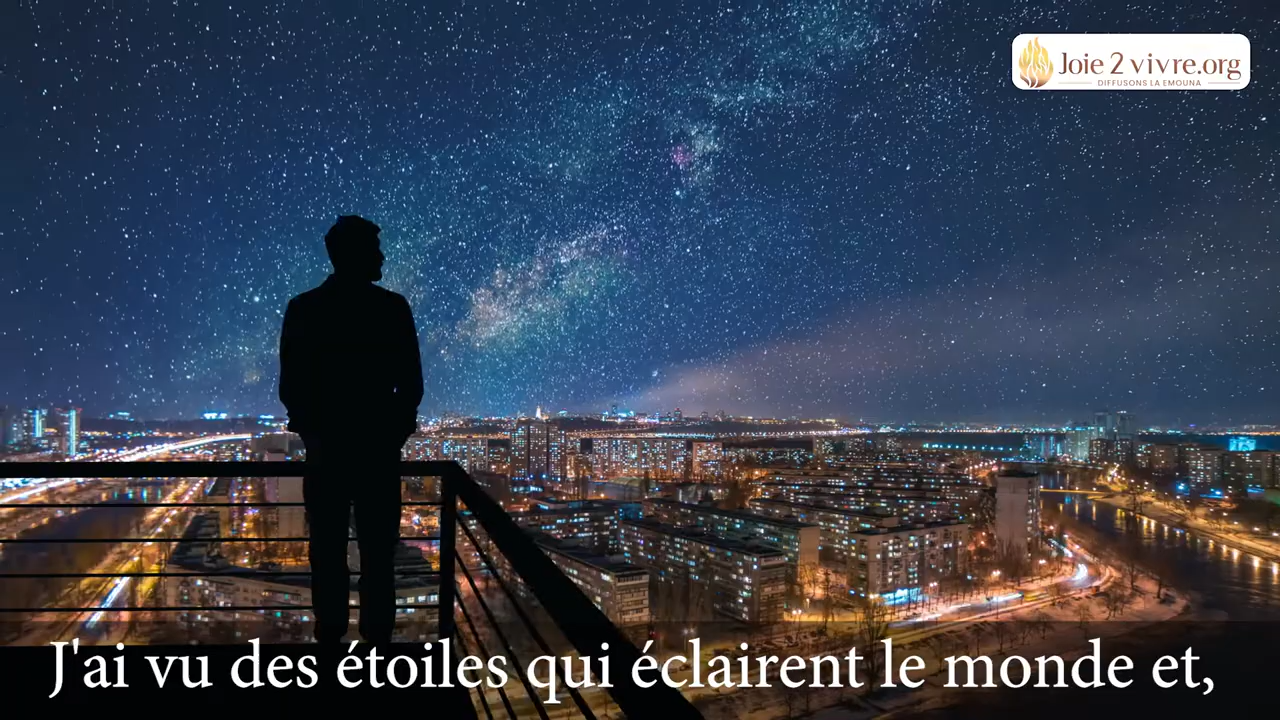 Joie 2 vivre.org
DIFFUSONS LA EMOUNA
J'ai vu des étoiles qui éclairent le monde et,